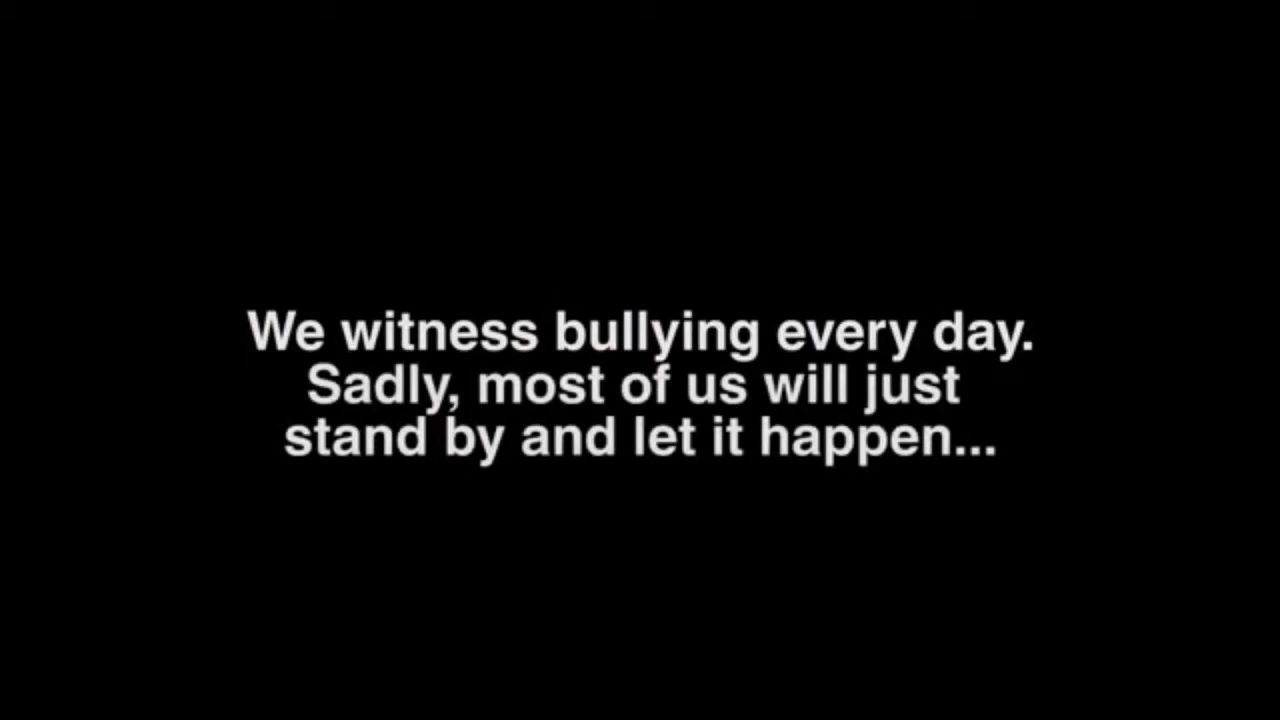 We witness bullying every day.
Sadly, most of us will just
stand by and let it happen...